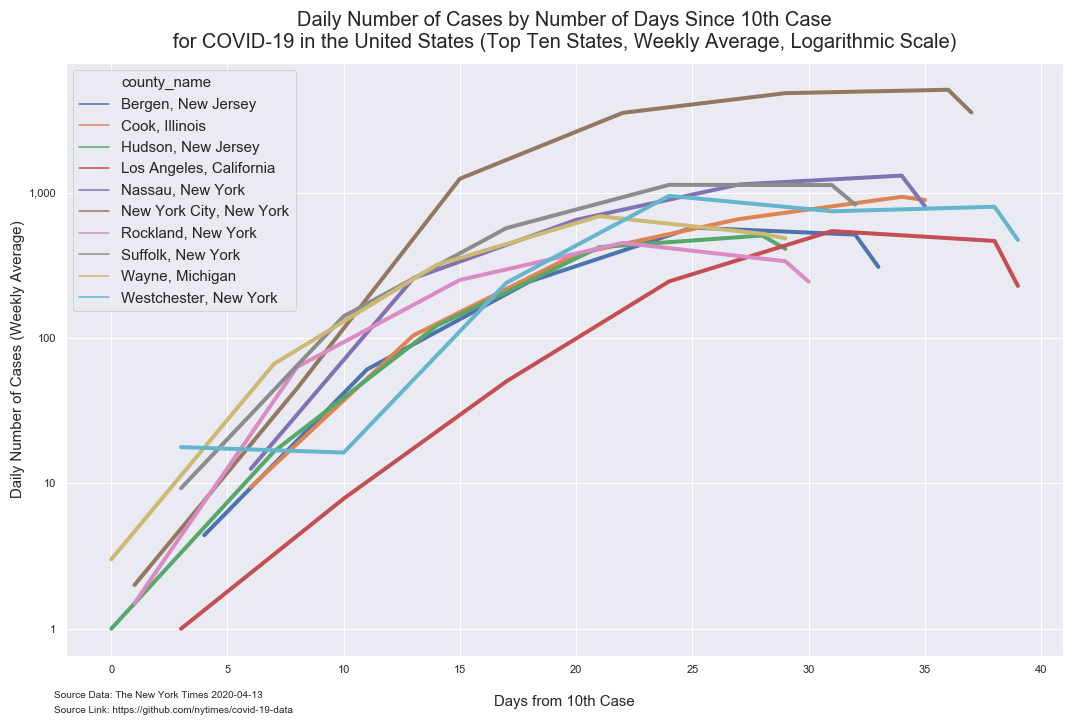 Daily Number of Cases by Number of Days Since 10th Case
for COVID-19 in the United States (Top Ten States, Weekly Average, Logarithmic Scale)
county_name
Bergen, New Jersey
Cook, Illinois
Hudson, New Jersey
Los Angeles, California
Nassau, New York
New York City, New York
Rockland, New York
Suffolk, New York
Wayne, Michigan
Westchester, New York
Daily Number of Cases (Weekly Average)
1,000
100
10
1
0 5 10 15 20 25 30 35 40
Days from 10th Case
Source Data: The New York Times 2020-04-13
Source Link: https://github.com/nytimes/covid-19-data